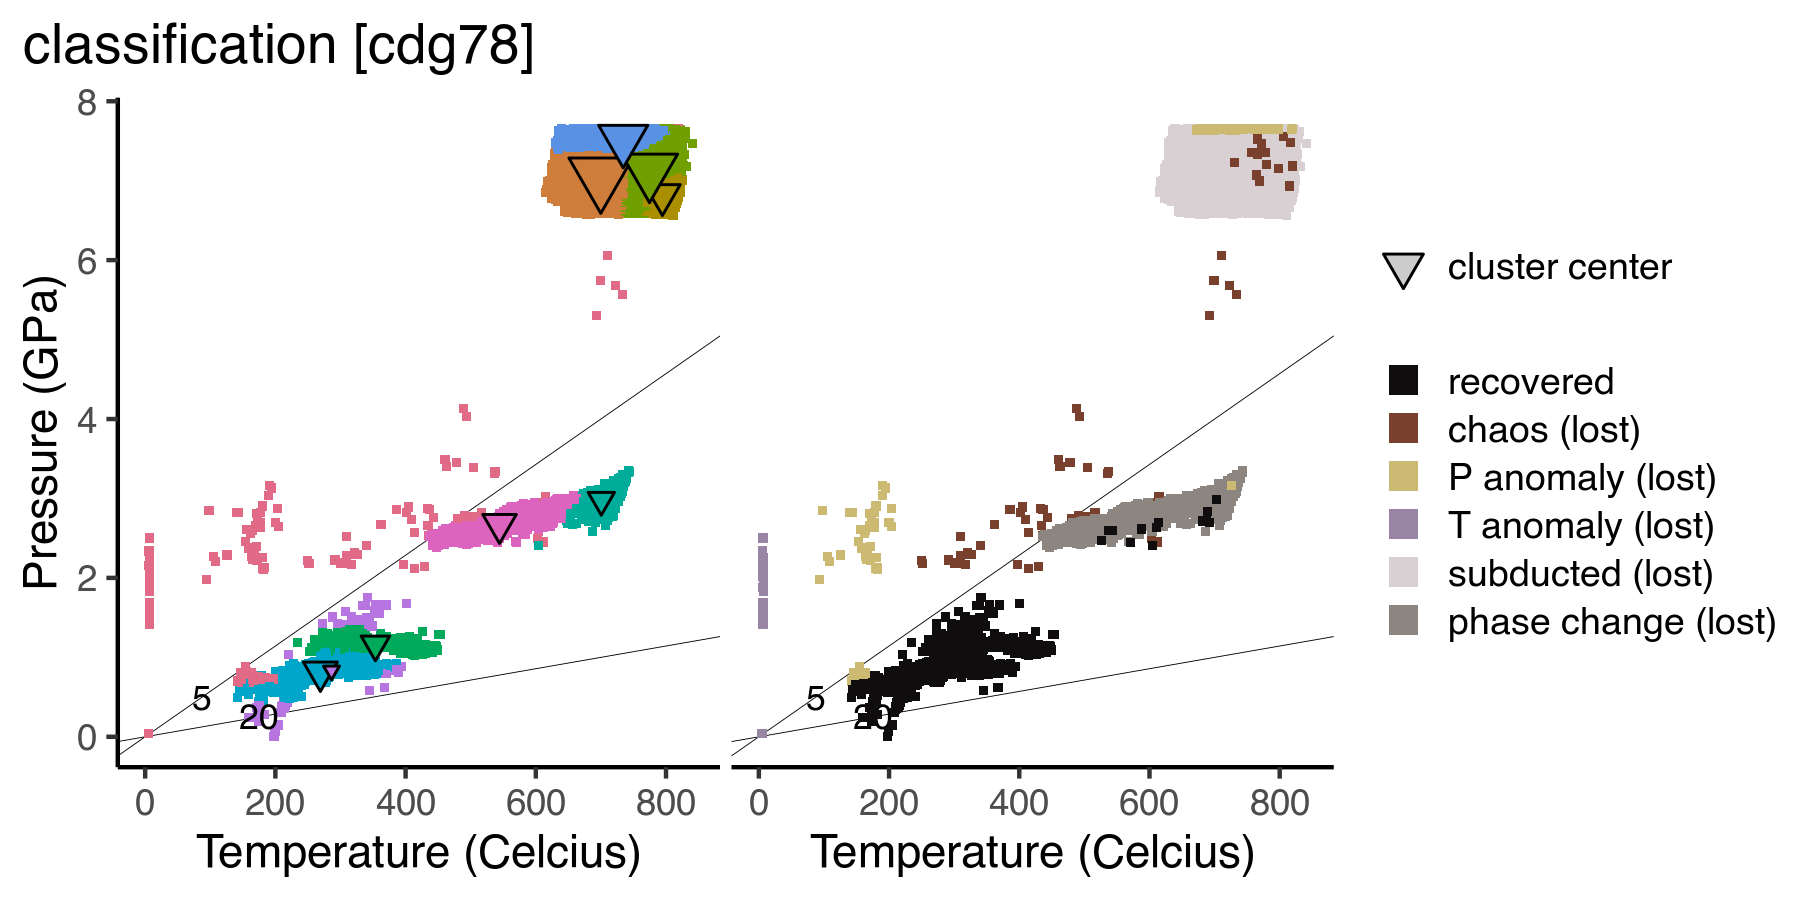 classification [cdg78]
8
6
4
2
0
Pressure (GPa)
5
20
0 200 400 600 800
Temperature (Celcius)
5
20
0 200 400 600 800
Temperature (Celcius)
cluster center
recovered
chaos (lost)
P anomaly (lost)
T anomaly (lost)
subducted (lost)
phase change (lost)